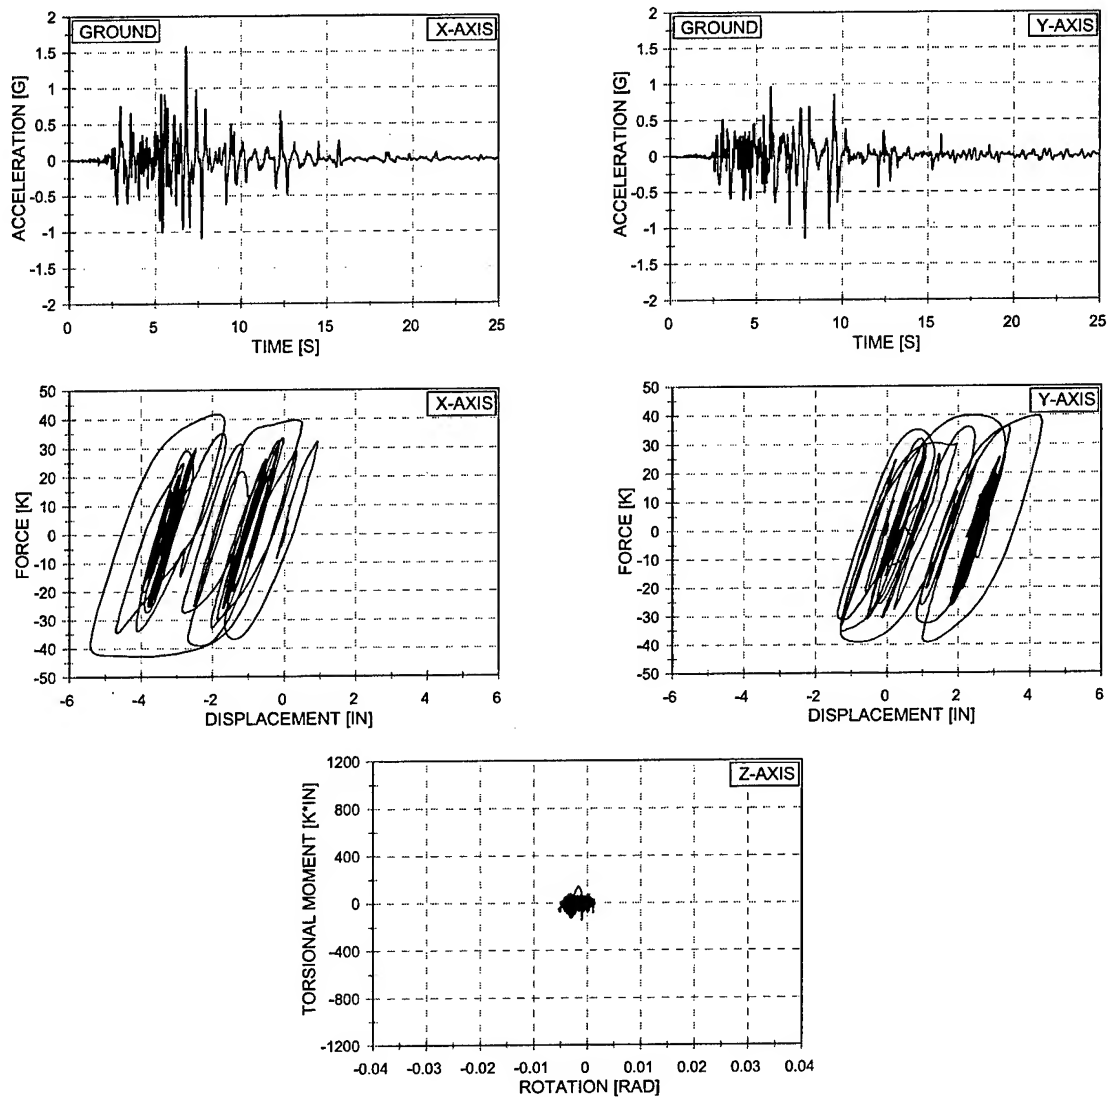 GROUND
X-AXIS
2
1.5
1
0.5
0
-0.5
-1
-1.5
-2
ACCELERATION [G]
0 5 10 15 20 25
TIME [S]
GROUND
Y-AXIS
2
1.5
1
0.5
0
-0.5
-1
-1.5
-2
ACCELERATION [G]
0 5 10 15 20 25
TIME [S]
X-AXIS
50
40
30
20
10
0
-10
-20
-30
-40
-50
FORCE [K]
-6 -4 -2 0 2 4 6
DISPLACEMENT [IN]
Y-AXIS
50
40
30
20
10
0
-10
-20
-30
-40
-50
FORCE [K]
-6 -4 -2 0 2 4 6
DISPLACEMENT [IN]
Z-AXIS
1200
800
400
0
-400
-800
-1200
TORSIONAL MOMENT [K*IN]
-0.04 -0.03 -0.02 -0.01 0 0.01 0.02 0.03 0.04
ROTATION [RAD]